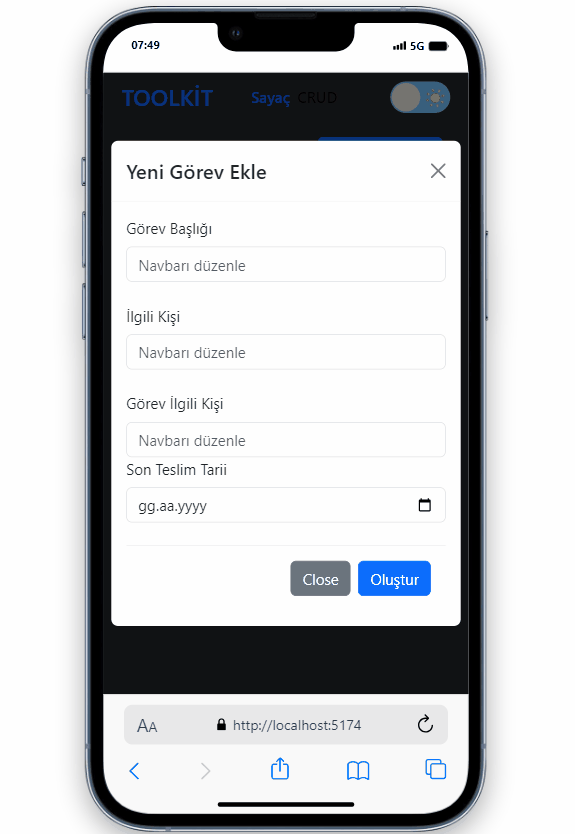 07:49
5G
TOOLKİT Sayaç CRUD
Yeni Görev Ekle
Görev Başlığı
Navbarı düzenle
İlgili Kişi
Navbarı düzenle
Görev İlgili Kişi
Navbarı düzenle
Son Teslim Tarii
gg.aa.yyyy
Close Oluştur
AA http://localhost:5174